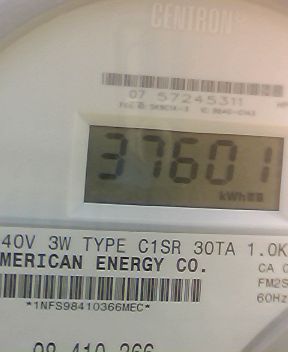 CENTRON®
07 57245311
37601
kWh
40V 3W TYPE C1SR 30TA 1.0K
MERICAN ENERGY CO.
CA 0
FM2S
60Hz
*1NFS98410366MEC*
98 410 366